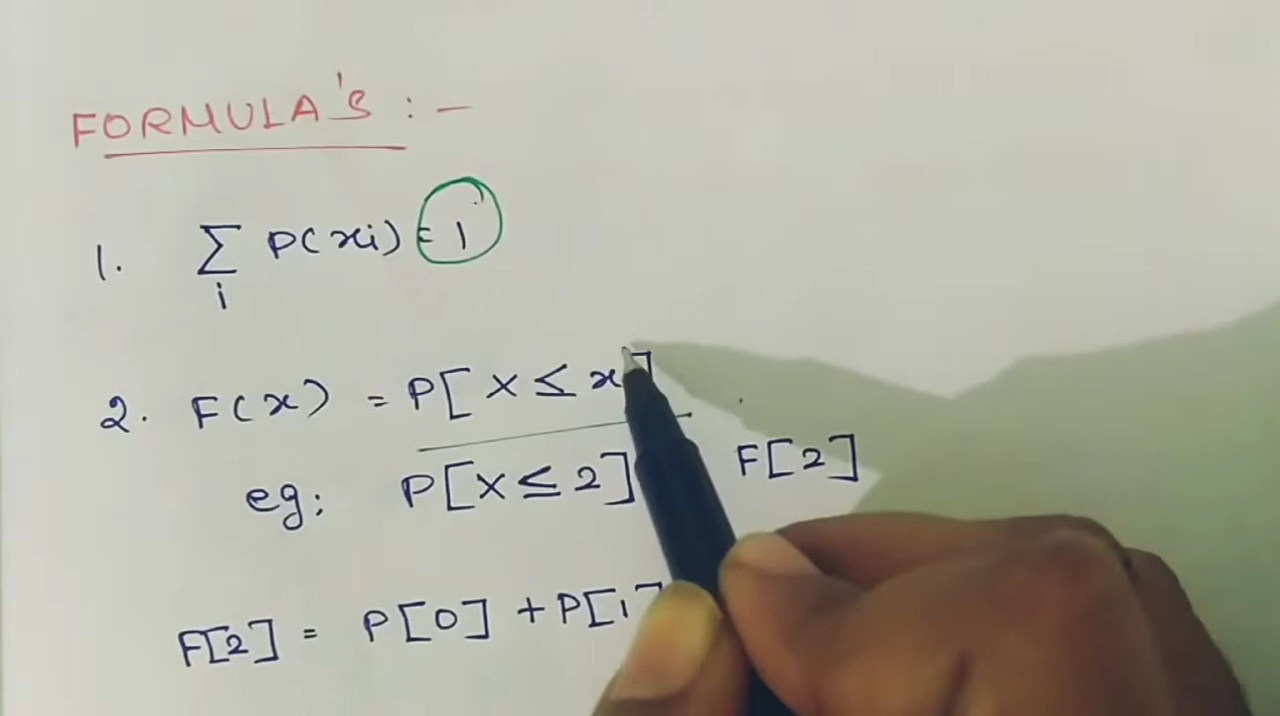 FORMULA'S : -
1. Σ P(xi) = 1
i
2. F(x) = P[X ≤ x]
eg: P[X ≤ 2] F[2]
F[2] = P[0] + P[1]